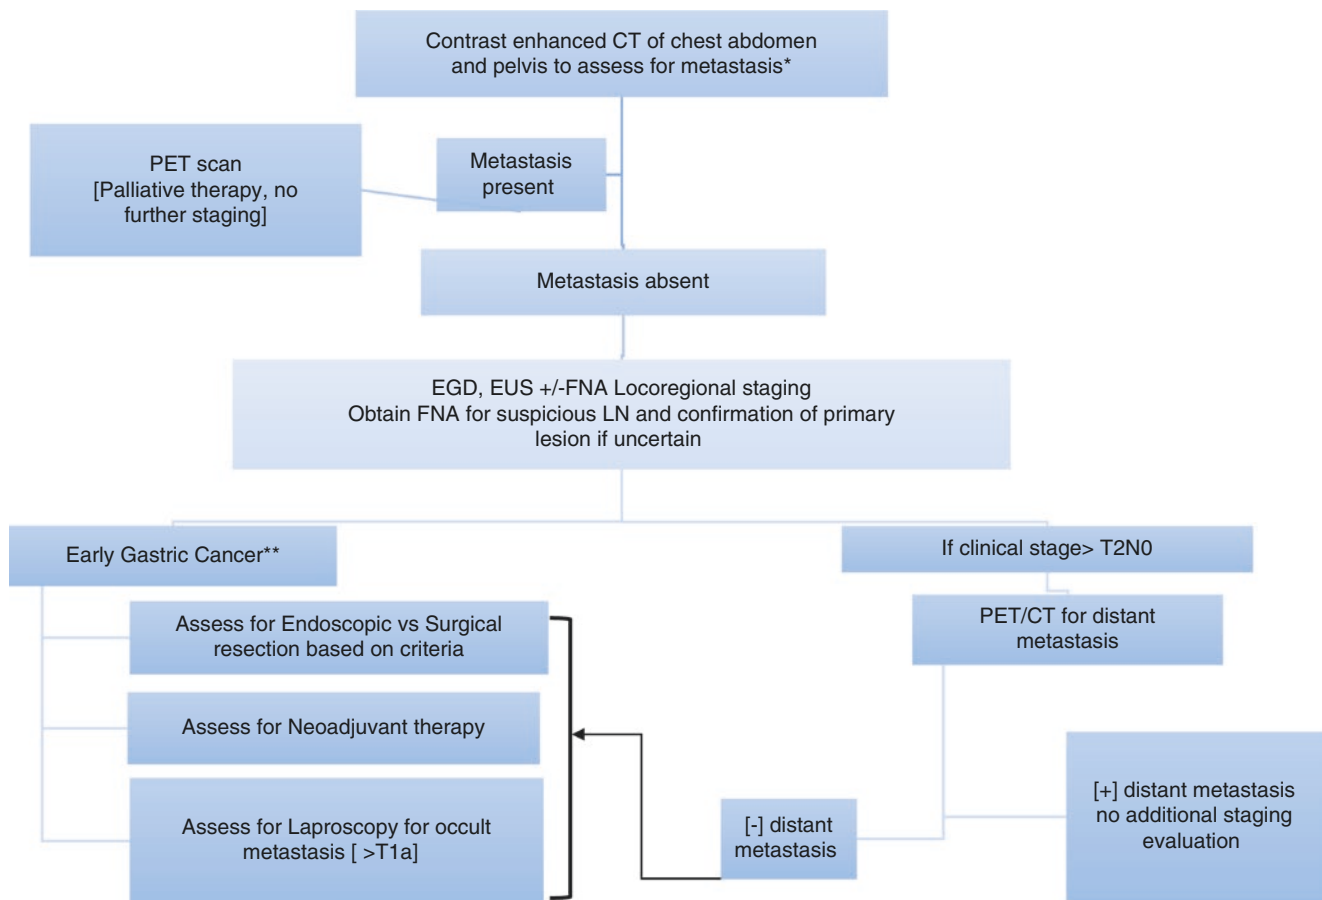 Contrast enhanced CT of chest abdomen
and pelvis to assess for metastasis*
PET scan
[Palliative therapy, no
further staging]
Metastasis
present
Metastasis absent
EGD, EUS +/-FNA Locoregional staging
Obtain FNA for suspicious LN and confirmation of primary
lesion if uncertain
Early Gastric Cancer**
If clinical stage> T2N0
Assess for Endoscopic vs Surgical
resection based on criteria
PET/CT for distant
metastasis
Assess for Neoadjuvant therapy
Assess for Laproscopy for occult
metastasis [ >T1a]
[-] distant
metastasis
[+] distant metastasis
no additional staging
evaluation